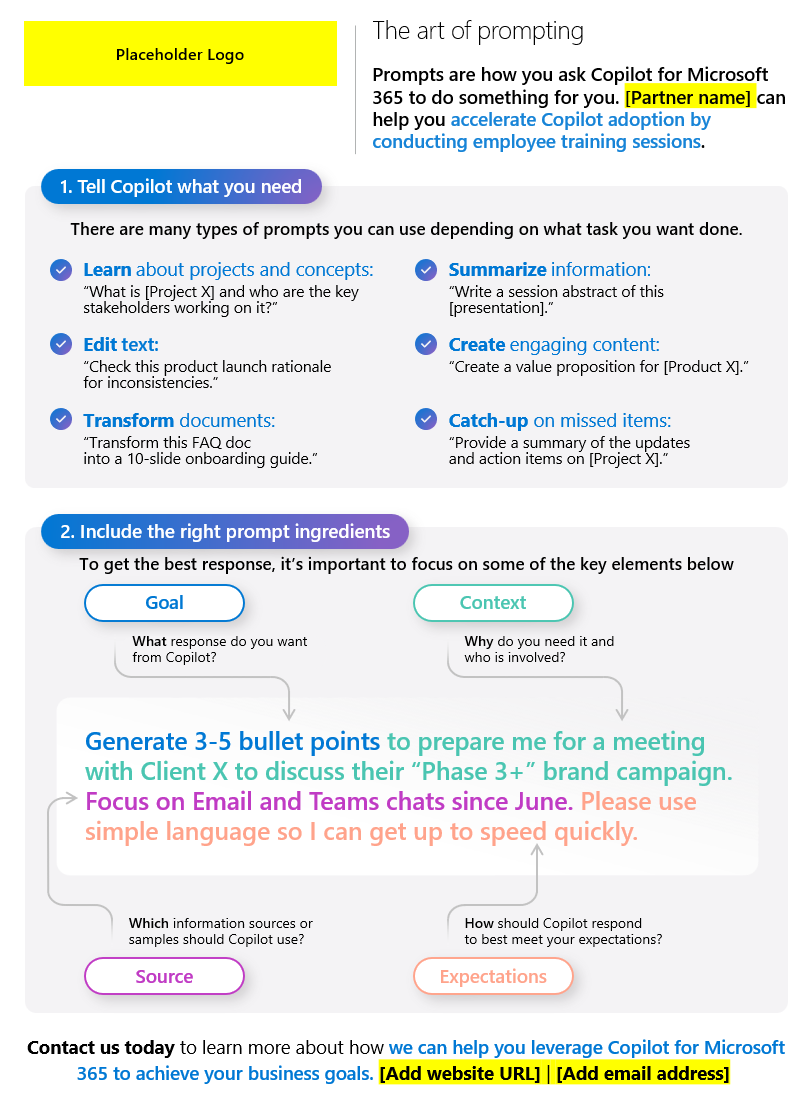 Placeholder Logo
The art of prompting
Prompts are how you ask Copilot for Microsoft
365 to do something for you. [Partner name] can
help you accelerate Copilot adoption by
conducting employee training sessions.
1. Tell Copilot what you need
There are many types of prompts you can use depending on what task you want done.
Learn about projects and concepts:
“What is [Project X] and who are the key
stakeholders working on it?”
Summarize information:
“Write a session abstract of this
[presentation].”
Edit text:
“Check this product launch rationale
for inconsistencies.”
Create engaging content:
“Create a value proposition for [Product X].”
Transform documents:
“Transform this FAQ doc
into a 10-slide onboarding guide.”
Catch-up on missed items:
“Provide a summary of the updates
and action items on [Project X].”
2. Include the right prompt ingredients
To get the best response, it’s important to focus on some of the key elements below
Goal
What response do you want
from Copilot?
Context
Why do you need it and
who is involved?
Generate 3-5 bullet points to prepare me for a meeting
with Client X to discuss their “Phase 3+” brand campaign.
Focus on Email and Teams chats since June. Please use
simple language so I can get up to speed quickly.
Which information sources or
samples should Copilot use?
Source
How should Copilot respond
to best meet your expectations?
Expectations
Contact us today to learn more about how we can help you leverage Copilot for Microsoft
365 to achieve your business goals. [Add website URL] | [Add email address]